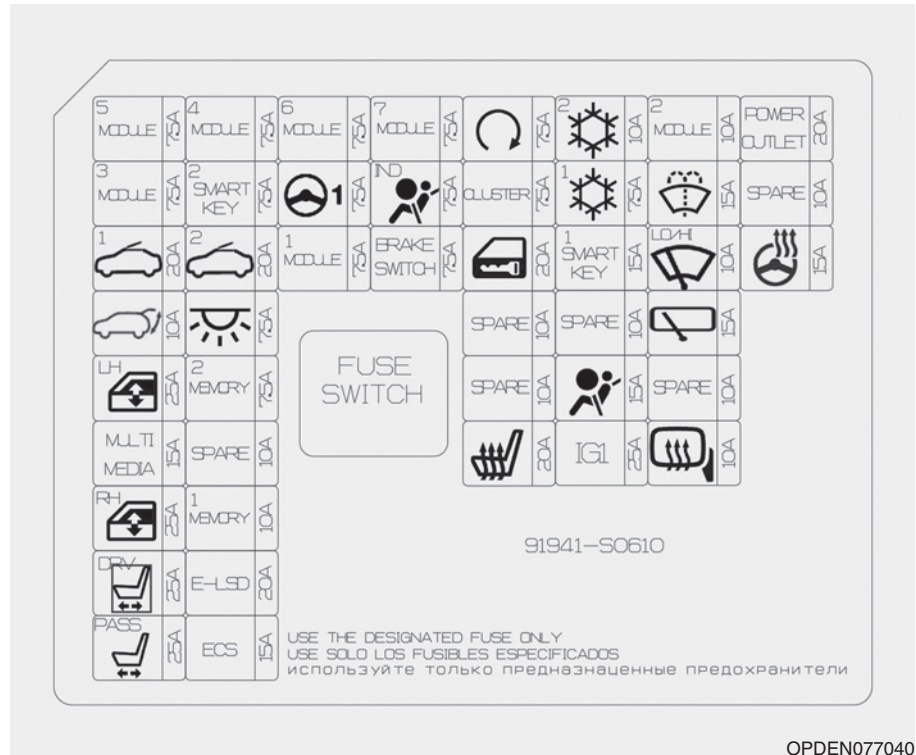 5 MODULE 7.5A 4 MODULE 7.5A 6 MODULE 7.5A 7 MODULE 7.5A 7.5A 2 10A 2 MODULE 10A POWER OUTLET 20A
3 MODULE 7.5A 2 SMART KEY 7.5A 1 7.5A IND 7.5A CLUSTER 7.5A 1 7.5A 10A SPARE 10A
1 20A 2 20A 1 MODULE 7.5A BRAKE SWITCH 7.5A 20A 1 SMART KEY 15A LO/HI 10A 15A
10A 7.5A SPARE 10A SPARE 10A 15A
LH 25A 2 MEMORY 7.5A FUSE SWITCH SPARE 10A 15A SPARE 10A
MULTI MEDIA 15A SPARE 10A 20A IG1 25A 10A
RH 25A 1 MEMORY 10A
91941-S0610
DRV 25A E-LSD 20A
PASS 25A ECS 15A
USE THE DESIGNATED FUSE ONLY
USE SOLO LOS FUSIBLES ESPECIFICADOS
используйте только предназнаценные предохранители
OPDEN077040